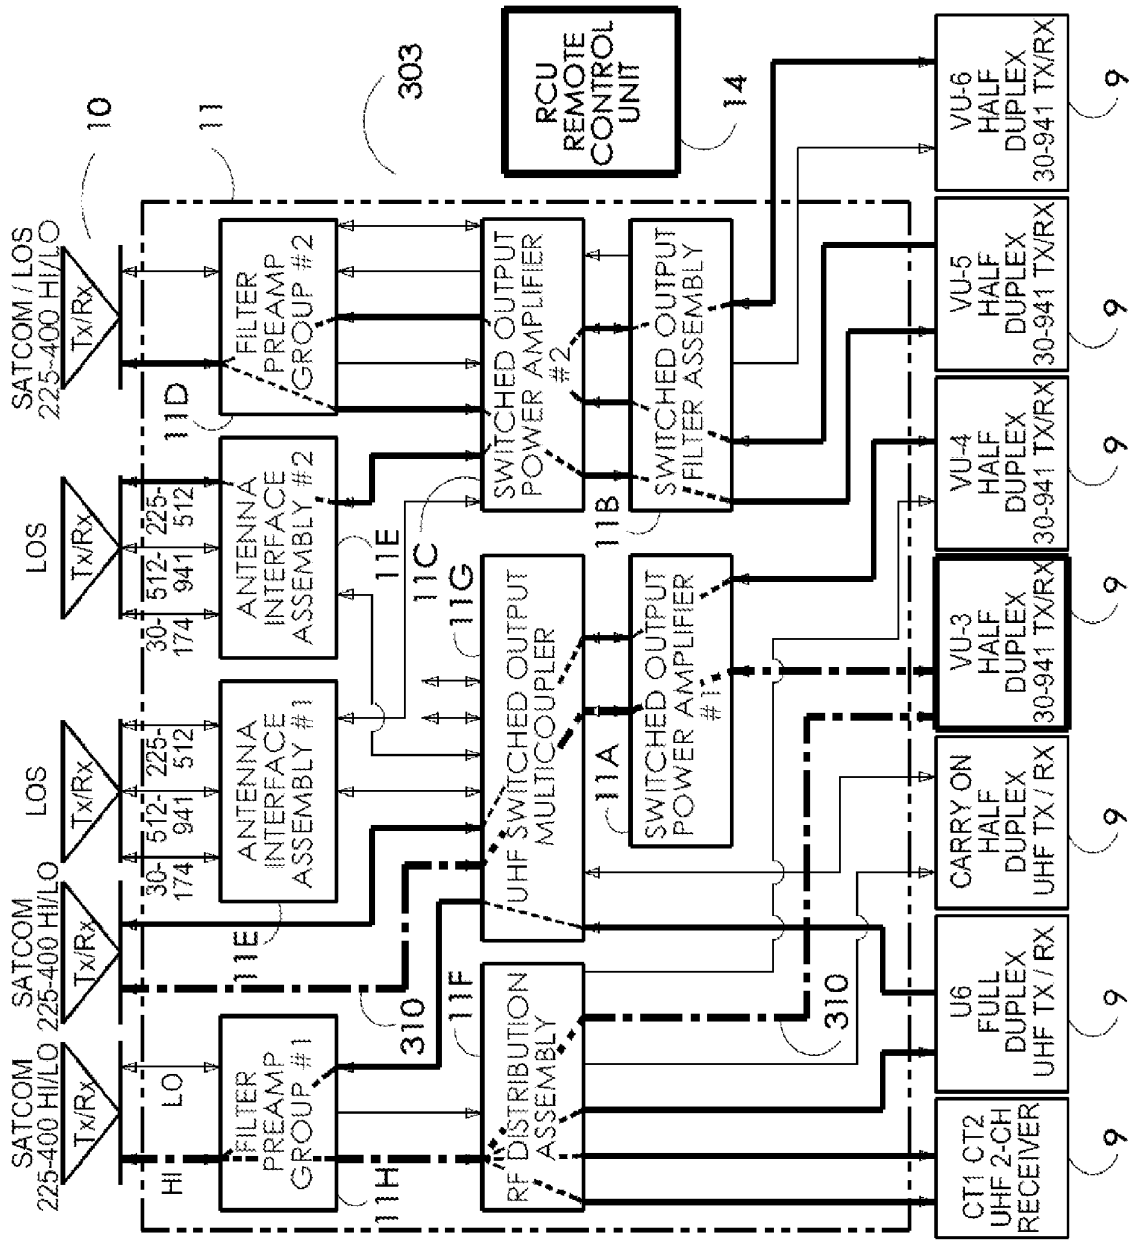 SATCOM
225-400 HI/LO
Tx/Rx
SATCOM
225-400 HI/LO
Tx/Rx
LOS
Tx/Rx
LOS
Tx/Rx
SATCOM / LOS
225-400 HI/LO
Tx/Rx
10
HI
LO
30-
174
512-
941
225-
512
30-
174
512-
941
225-
512
11
303
FILTER
PREAMP
GROUP #1
11H
310
11E
ANTENNA
INTERFACE
ASSEMBLY #1
ANTENNA
INTERFACE
ASSEMBLY #2
11E
11D
FILTER
PREAMP
GROUP #2
11F
RF DISTRIBUTION
ASSEMBLY
UHF SWITCHED OUTPUT
MULTICOUPLER
11G
11C
SWITCHED OUTPUT
POWER AMPLIFIER
#2
RCU
REMOTE
CONTROL
UNIT
14
11A
SWITCHED OUTPUT
POWER AMPLIFIER
#1
11B
SWITCHED OUTPUT
FILTER ASSEMBLY
310
CT1 CT2
UHF 2-CH
RECEIVER
9
U6
FULL
DUPLEX
UHF TX / RX
9
CARRY ON
HALF
DUPLEX
UHF TX / RX
9
VU-3
HALF
DUPLEX
30-941 TX/RX
9
VU-4
HALF
DUPLEX
30-941 TX/RX
9
VU-5
HALF
DUPLEX
30-941 TX/RX
9
VU-6
HALF
DUPLEX
30-941 TX/RX
9